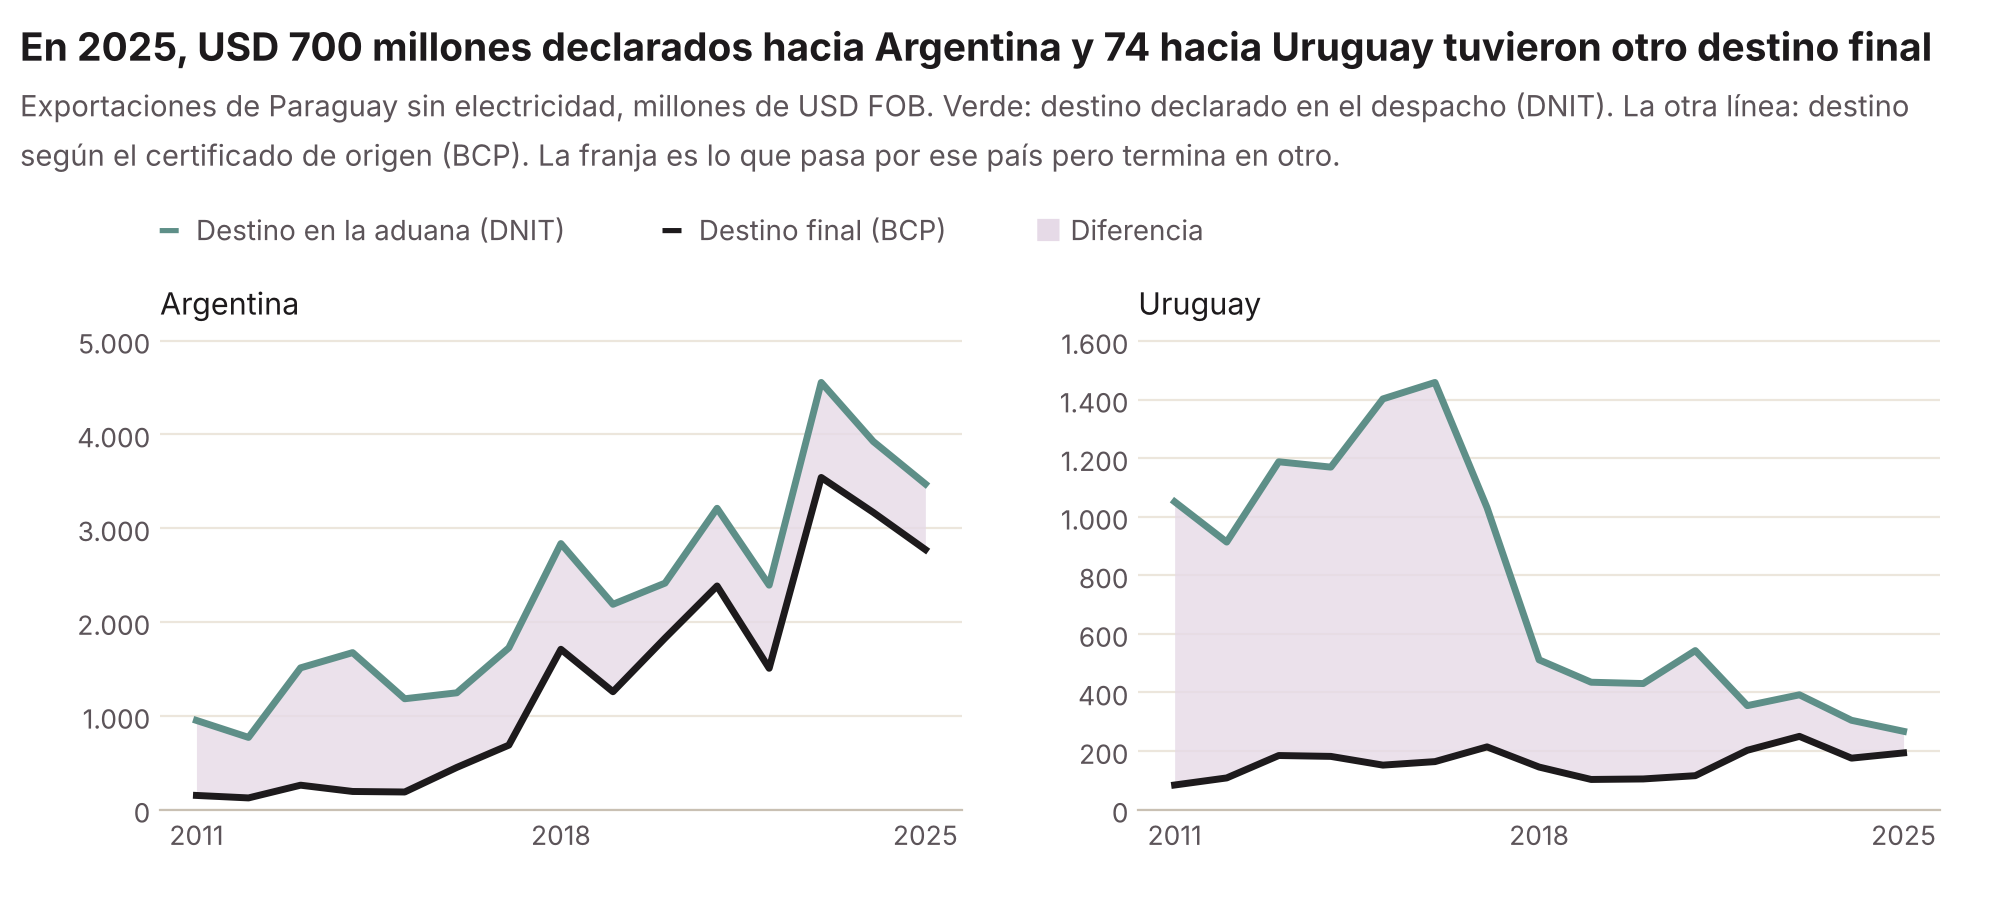 En 2025, USD 700 millones declarados hacia Argentina y 74 hacia Uruguay tuvieron otro destino final
Exportaciones de Paraguay sin electricidad, millones de USD FOB. Verde: destino declarado en el despacho (DNIT). La otra línea: destino
según el certificado de origen (BCP). La franja es lo que pasa por ese país pero termina en otro.
Destino en la aduana (DNIT)
Destino final (BCP)
Diferencia
Argentina
5.000
4.000
3.000
2.000
1.000
0
2011
2018
2025
Uruguay
1.600
1.400
1.200
1.000
800
600
400
200
0
2011
2018
2025